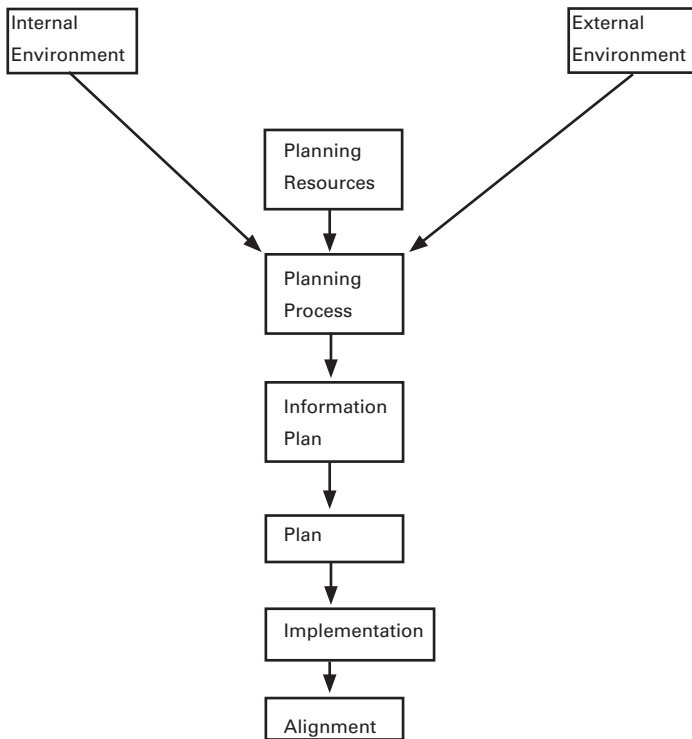 Internal
Environment
External
Environment
Planning
Resources
Planning
Process
Information
Plan
Plan
Implementation
Alignment